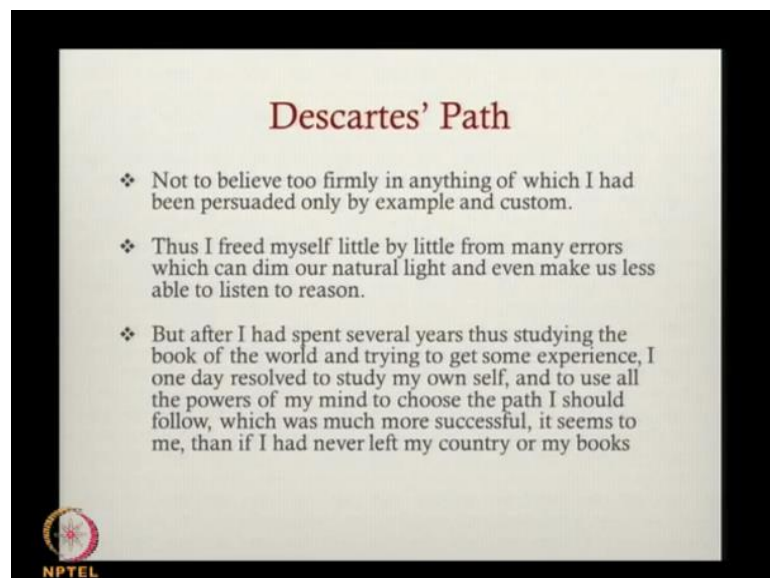 Descartes' Path
❖ Not to believe too firmly in anything of which I had
been persuaded only by example and custom.
❖ Thus I freed myself little by little from many errors
which can dim our natural light and even make us less
able to listen to reason.
❖ But after I had spent several years thus studying the
book of the world and trying to get some experience, I
one day resolved to study my own self, and to use all
the powers of my mind to choose the path I should
follow, which was much more successful, it seems to
me, than if I had never left my country or my books
NPTEL